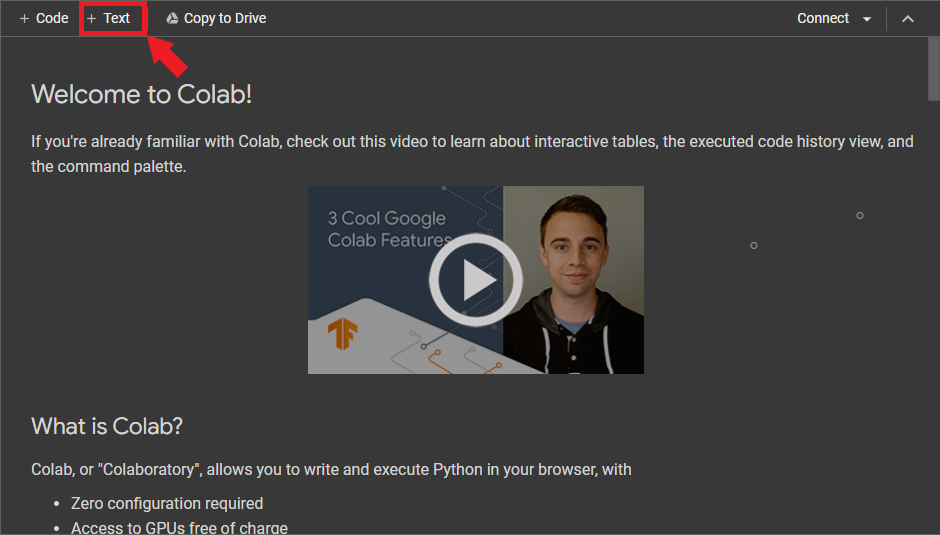 + Code + Text Copy to Drive Connect
Welcome to Colab!
If you're already familiar with Colab, check out this video to learn about interactive tables, the executed code history view, and
the command palette.
3 Cool Google
Colab Features
What is Colab?
Colab, or "Colaboratory", allows you to write and execute Python in your browser, with
• Zero configuration required
• Access to GPUs free of charge